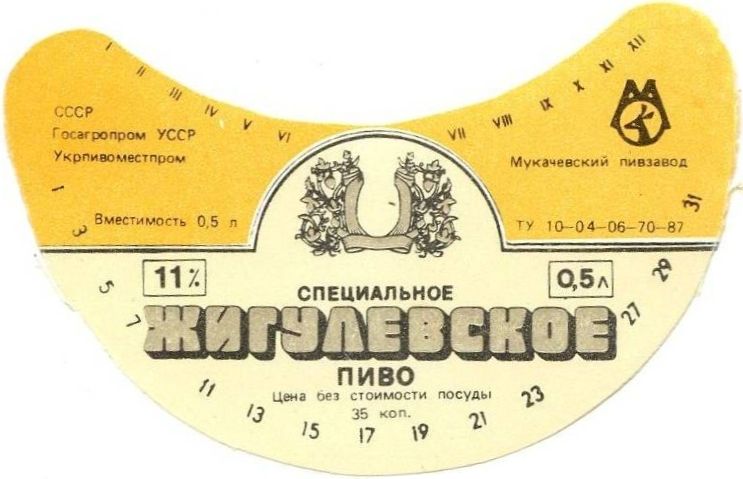 I II III IV V VI VII VIII IX X XI XII
СССР
Госагропром УССР
Укрпивоместпром
Мукачевский пивзавод
Вместимость 0,5 л
ТУ 10—04—06—70—87
11%
0,5л
СПЕЦИАЛЬНОЕ
ЖИГУЛЕВСКОЕ
ПИВО
Цена без стоимости посуды
35 коп.
1 3 5 7 11 13 15 17 19 21 23 27 29 31